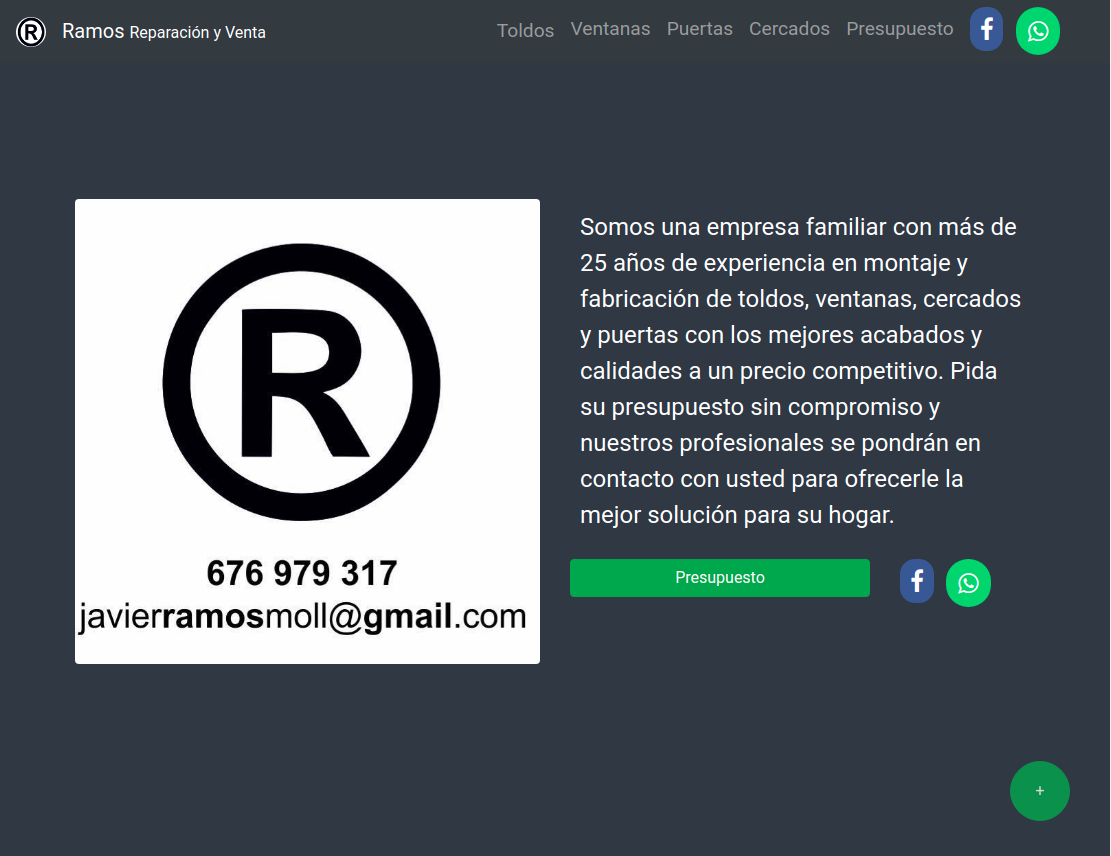 R Ramos Reparación y Venta Toldos Ventanas Puertas Cercados Presupuesto f
R
676 979 317
javierramosmoll@gmail.com
Somos una empresa familiar con más de
25 años de experiencia en montaje y
fabricación de toldos, ventanas, cercados
y puertas con los mejores acabados y
calidades a un precio competitivo. Pida
su presupuesto sin compromiso y
nuestros profesionales se pondrán en
contacto con usted para ofrecerle la
mejor solución para su hogar.
Presupuesto f
+